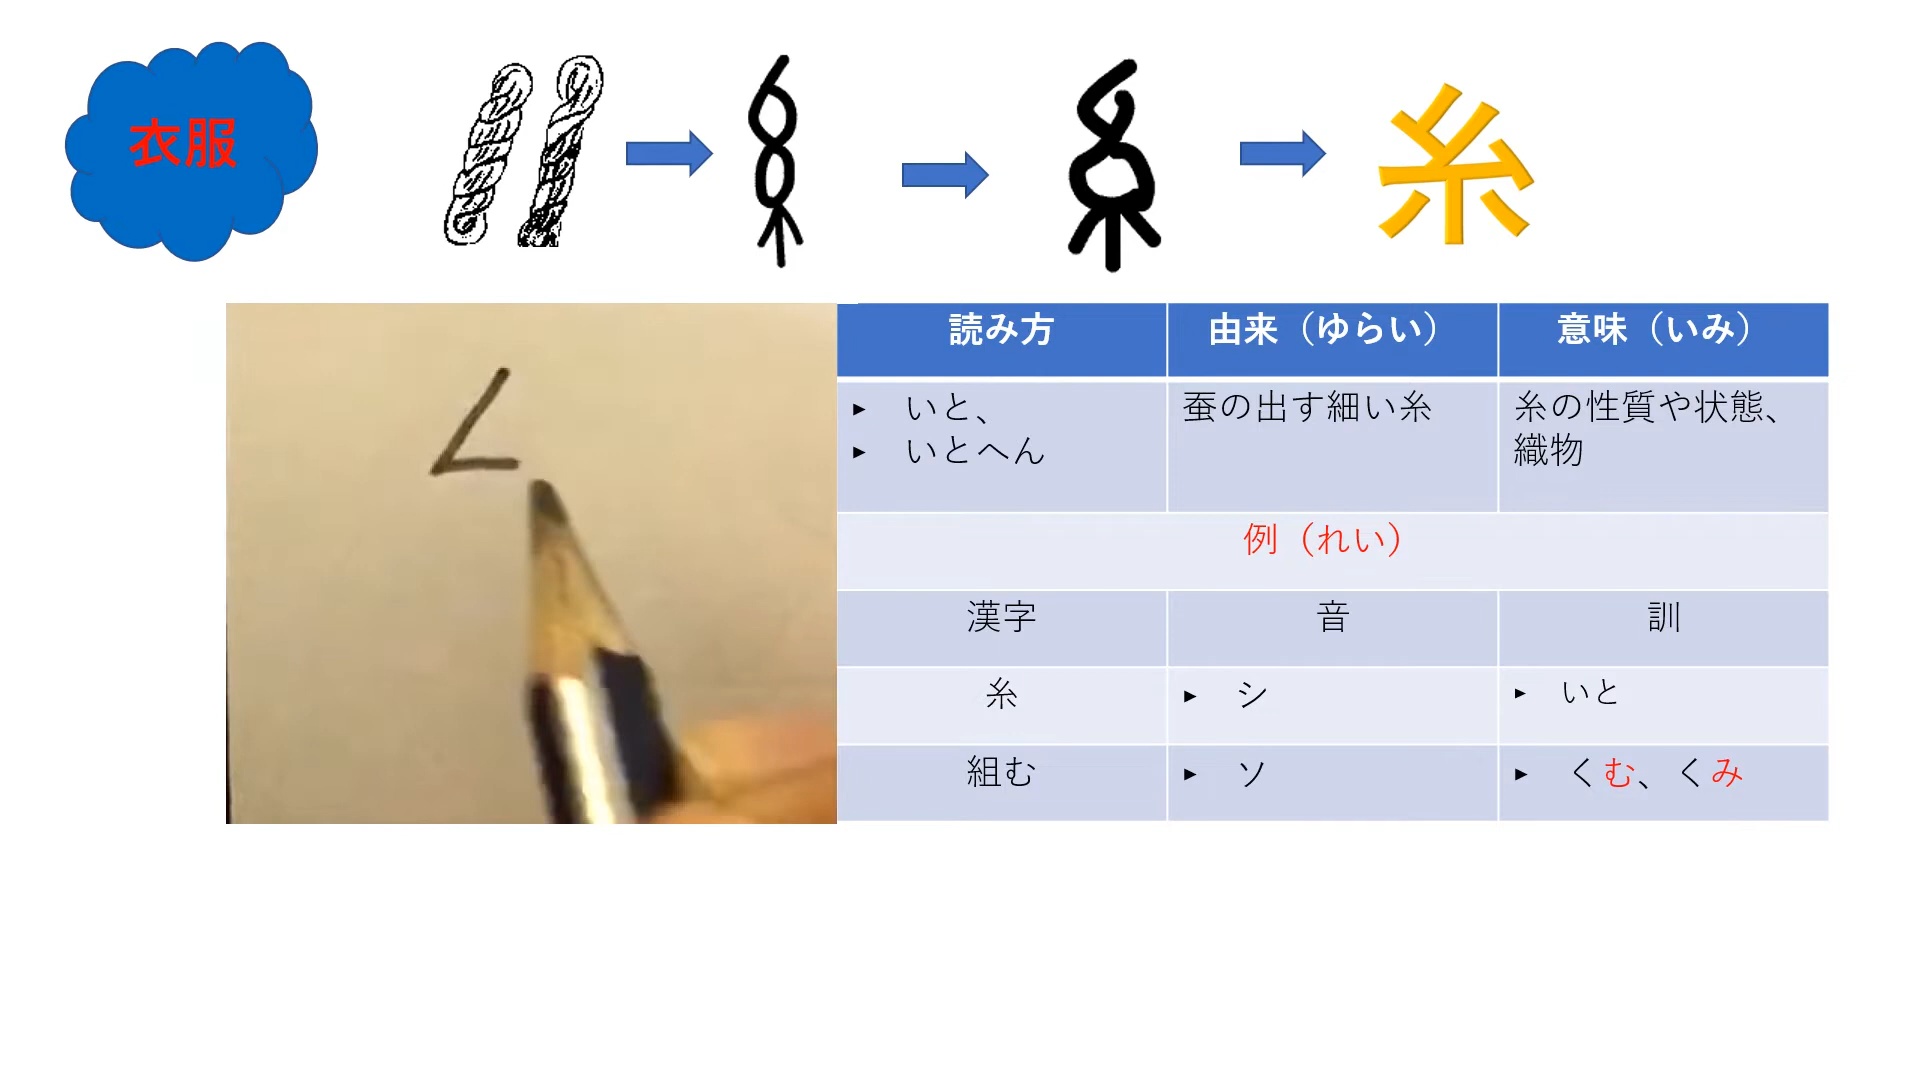 衣服
糸
読み方
由来（ゆらい）
意味（いみ）
▸ いと、
▸ いとへん
蚕の出す細い糸
糸の性質や状態、
織物
例（れい）
漢字
音
訓
糸
▸ シ
▸ いと
組む
▸ ソ
▸ くむ、くみ